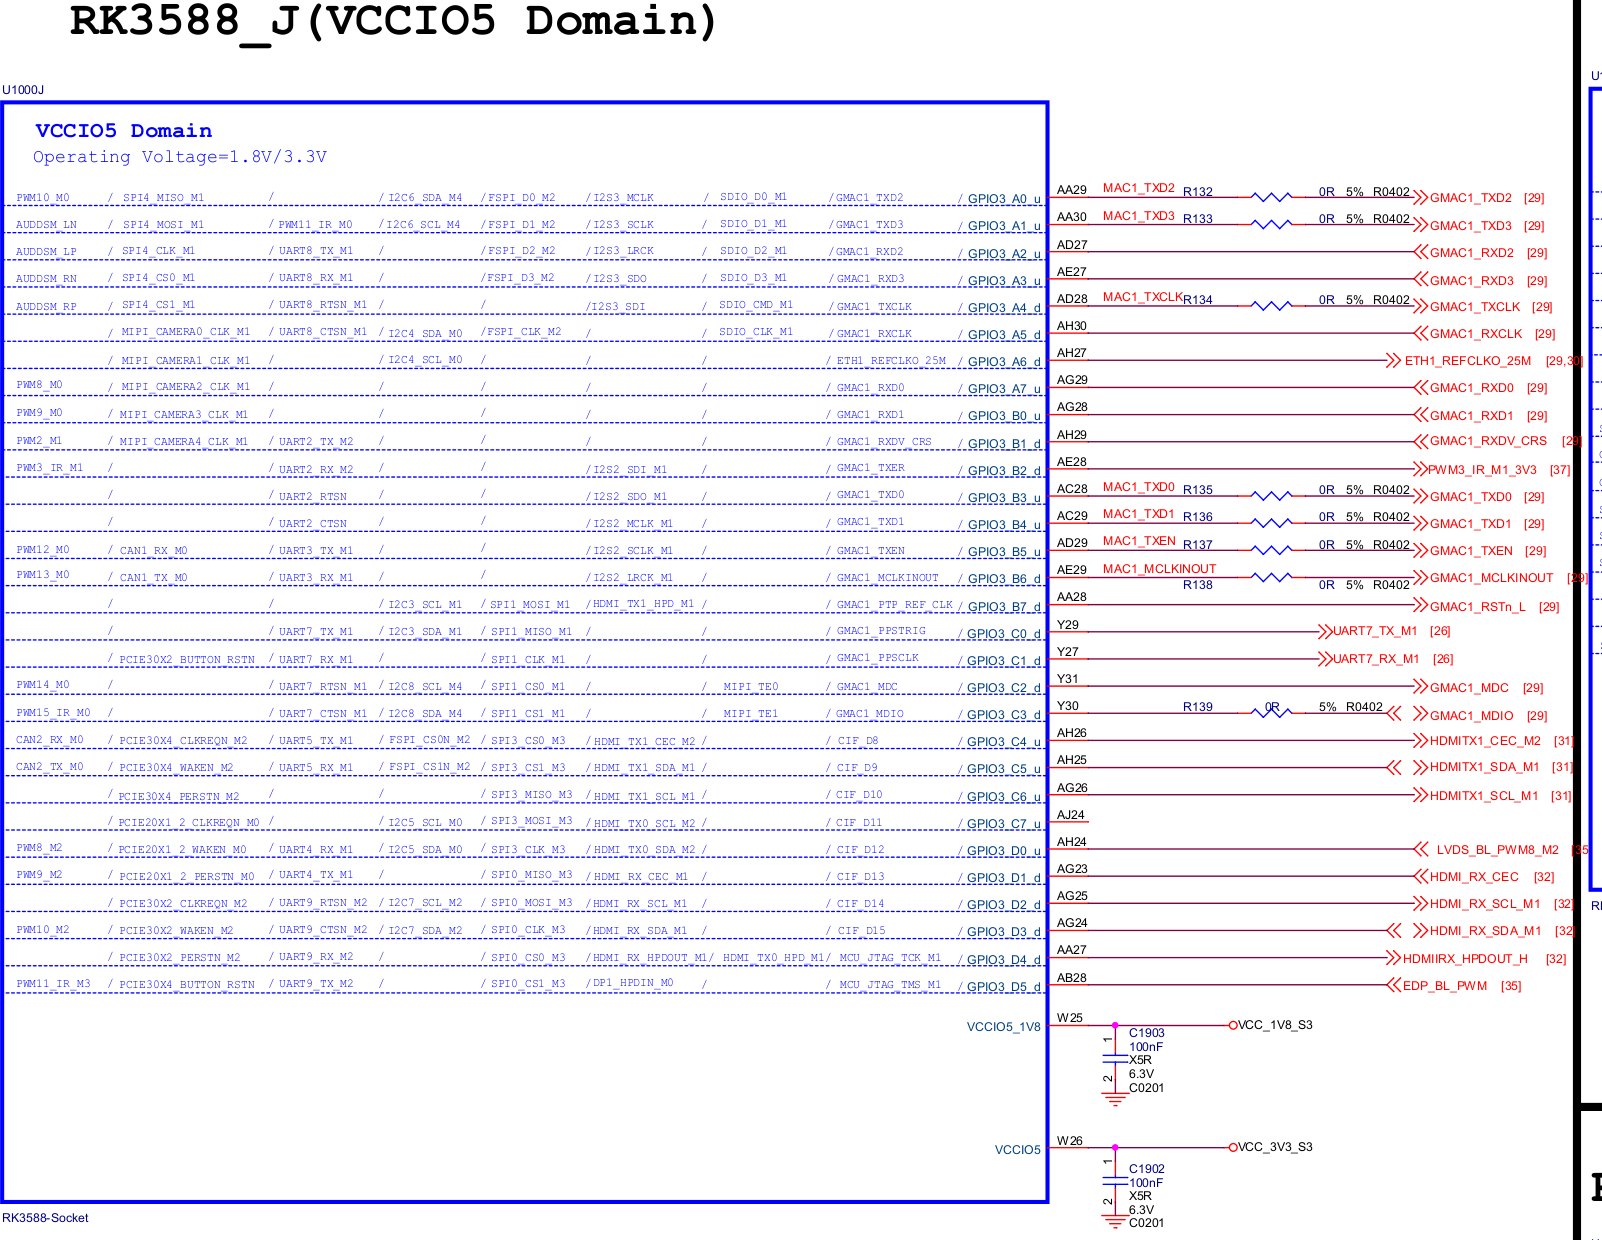 RK3588_J(VCCIO5 Domain)
U1000J
VCCIO5 Domain
Operating Voltage=1.8V/3.3V
PWM10_M0 / SPI4_MISO_M1 / / I2C6_SDA_M4 /FSPI_D0_M2 /I2S3_MCLK / SDIO_D0_M1 /GMAC1_TXD2 / GPIO3_A0_u AA29 MAC1_TXD2 R132 0R 5% R0402 GMAC1_TXD2 [29]
AUDDSM_LN / SPI4_MOSI_M1 /PWM11_IR_M0 /I2C6_SCL_M4 /FSPI_D1_M2 /I2S3_SCLK / SDIO_D1_M1 /GMAC1_TXD3 / GPIO3_A1_u AA30 MAC1_TXD3 R133 0R 5% R0402 GMAC1_TXD3 [29]
AUDDSM_LP / SPI4_CLK_M1 / UART8_TX_M1 / /FSPI_D2_M2 /I2S3_LRCK / SDIO_D2_M1 /GMAC1_RXD2 / GPIO3_A2_u AD27 GMAC1_RXD2 [29]
AUDDSM_RN / SPI4_CS0_M1 / UART8_RX_M1 / /FSPI_D3_M2 /I2S3_SDO / SDIO_D3_M1 / GMAC1_RXD3 / GPIO3_A3_u AE27 GMAC1_RXD3 [29]
AUDDSM_RP / SPI4_CS1_M1 / UART8_RTSN_M1 / / /I2S3_SDI / SDIO_CMD_M1 / GMAC1_TXCLK / GPIO3_A4_d AD28 MAC1_TXCLK R134 0R 5% R0402 GMAC1_TXCLK [29]
/ MIPI_CAMERA0_CLK_M1 / UART8_CTSN_M1 / I2C4_SDA_M0 /FSPI_CLK_M2 / / SDIO_CLK_M1 / GMAC1_RXCLK / GPIO3_A5_d AH30 GMAC1_RXCLK [29]
/ MIPI_CAMERA1_CLK_M1 / / I2C4_SCL_M0 / / / / ETH1_REFCLKO_25M / GPIO3_A6_d AH27 ETH1_REFCLKO_25M [29,30]
PWM8_M0 / MIPI_CAMERA2_CLK_M1 / / / / / / GMAC1_RXD0 / GPIO3_A7_u AG29 GMAC1_RXD0 [29]
PWM9_M0 / MIPI_CAMERA3_CLK_M1 / / / / / / GMAC1_RXD1 / GPIO3_B0_u AG28 GMAC1_RXD1 [29]
PWM2_M1 / MIPI_CAMERA4_CLK_M1 / UART2_TX_M2 / / / / / GMAC1_RXDV_CRS / GPIO3_B1_d AH29 GMAC1_RXDV_CRS [29]
PWM3_IR_M1 / / UART2_RX_M2 / / /I2S2_SDI_M1 / / GMAC1_TXER / GPIO3_B2_d AE28 PWM3_IR_M1_3V3 [37]
/ / UART2_RTSN / / /I2S2_SDO_M1 / / GMAC1_TXD0 / GPIO3_B3_u AC28 MAC1_TXD0 R135 0R 5% R0402 GMAC1_TXD0 [29]
/ / UART2_CTSN / / /I2S2_MCLK_M1 / / GMAC1_TXD1 / GPIO3_B4_u AC29 MAC1_TXD1 R136 0R 5% R0402 GMAC1_TXD1 [29]
PWM12_M0 / CAN1_RX_M0 / UART3_TX_M1 / / /I2S2_SCLK_M1 / / GMAC1_TXEN / GPIO3_B5_u AD29 MAC1_TXEN R137 0R 5% R0402 GMAC1_TXEN [29]
PWM13_M0 / CAN1_TX_M0 / UART3_RX_M1 / / /I2S2_LRCK_M1 / / GMAC1_MCLKINOUT / GPIO3_B6_d AE29 MAC1_MCLKINOUT R138 0R 5% R0402 GMAC1_MCLKINOUT [29]
/ / / I2C3_SCL_M1 / SPI1_MOSI_M1 /HDMI_TX1_HPD_M1 / / GMAC1_PTP_REF_CLK / GPIO3_B7_d AA28 GMAC1_RSTn_L [29]
/ / UART7_TX_M1 / I2C3_SDA_M1 / SPI1_MISO_M1 / / / GMAC1_PPSTRIG / GPIO3_C0_d Y29 UART7_TX_M1 [26]
/ PCIE30X2_BUTTON_RSTN / UART7_RX_M1 / / SPI1_CLK_M1 / / / GMAC1_PPSCLK / GPIO3_C1_d Y27 UART7_RX_M1 [26]
PWM14_M0 / / UART7_RTSN_M1 / I2C8_SCL_M4 / SPI1_CS0_M1 / / MIPI_TE0 / GMAC1_MDC / GPIO3_C2_d Y31 GMAC1_MDC [29]
PWM15_IR_M0 / / UART7_CTSN_M1 / I2C8_SDA_M4 / SPI1_CS1_M1 / / MIPI_TE1 / GMAC1_MDIO / GPIO3_C3_d Y30 R139 0R 5% R0402 GMAC1_MDIO [29]
CAN2_RX_M0 / PCIE30X4_CLKREQN_M2 / UART5_TX_M1 / FSPI_CS0N_M2 / SPI3_CS0_M3 /HDMI_TX1_CEC_M2 / / CIF_D8 / GPIO3_C4_u AH26 HDMITX1_CEC_M2 [31]
CAN2_TX_M0 / PCIE30X4_WAKEN_M2 / UART5_RX_M1 / FSPI_CS1N_M2 / SPI3_CS1_M3 /HDMI_TX1_SDA_M1 / / CIF_D9 / GPIO3_C5_u AH25 HDMITX1_SDA_M1 [31]
/ PCIE30X4_PERSTN_M2 / / / SPI3_MISO_M3 /HDMI_TX1_SCL_M1 / / CIF_D10 / GPIO3_C6_u AG26 HDMITX1_SCL_M1 [31]
/ PCIE20X1_2_CLKREQN_M0 / / I2C5_SCL_M0 / SPI3_MOSI_M3 /HDMI_TX0_SCL_M2 / / CIF_D11 / GPIO3_C7_u AJ24
PWM8_M2 / PCIE20X1_2_WAKEN_M0 / UART4_RX_M1 / I2C5_SDA_M0 / SPI3_CLK_M3 /HDMI_TX0_SDA_M2 / / CIF_D12 / GPIO3_D0_u AH24 LVDS_BL_PWM8_M2 [35
PWM9_M2 / PCIE20X1_2_PERSTN_M0 / UART4_TX_M1 / / SPI0_MISO_M3 /HDMI_RX_CEC_M1 / / CIF_D13 / GPIO3_D1_d AG23 HDMI_RX_CEC [32]
/ PCIE30X2_CLKREQN_M2 / UART9_RTSN_M2 / I2C7_SCL_M2 / SPI0_MOSI_M3 /HDMI_RX_SCL_M1 / / CIF_D14 / GPIO3_D2_d AG25 HDMI_RX_SCL_M1 [32]
PWM10_M2 / PCIE30X2_WAKEN_M2 / UART9_CTSN_M2 / I2C7_SDA_M2 / SPI0_CLK_M3 /HDMI_RX_SDA_M1 / / CIF_D15 / GPIO3_D3_d AG24 HDMI_RX_SDA_M1 [32]
/ PCIE30X2_PERSTN_M2 / UART9_RX_M2 / / SPI0_CS0_M3 /HDMI_RX_HPDOUT_M1/ HDMI_TX0_HPD_M1/ MCU_JTAG_TCK_M1 / GPIO3_D4_d AA27 HDMIIRX_HPDOUT_H [32]
PWM11_IR_M3 / PCIE30X4_BUTTON_RSTN / UART9_TX_M2 / / SPI0_CS1_M3 /DP1_HPDIN_M0 / / MCU_JTAG_TMS_M1 / GPIO3_D5_d AB28 EDP_BL_PWM [35]
VCCIO5_1V8 W25 VCC_1V8_S3
1 C1903
100nF
X5R
2 6.3V
C0201
VCCIO5 W26 VCC_3V3_S3
1 C1902
100nF
X5R
2 6.3V
C0201
RK3588-Socket